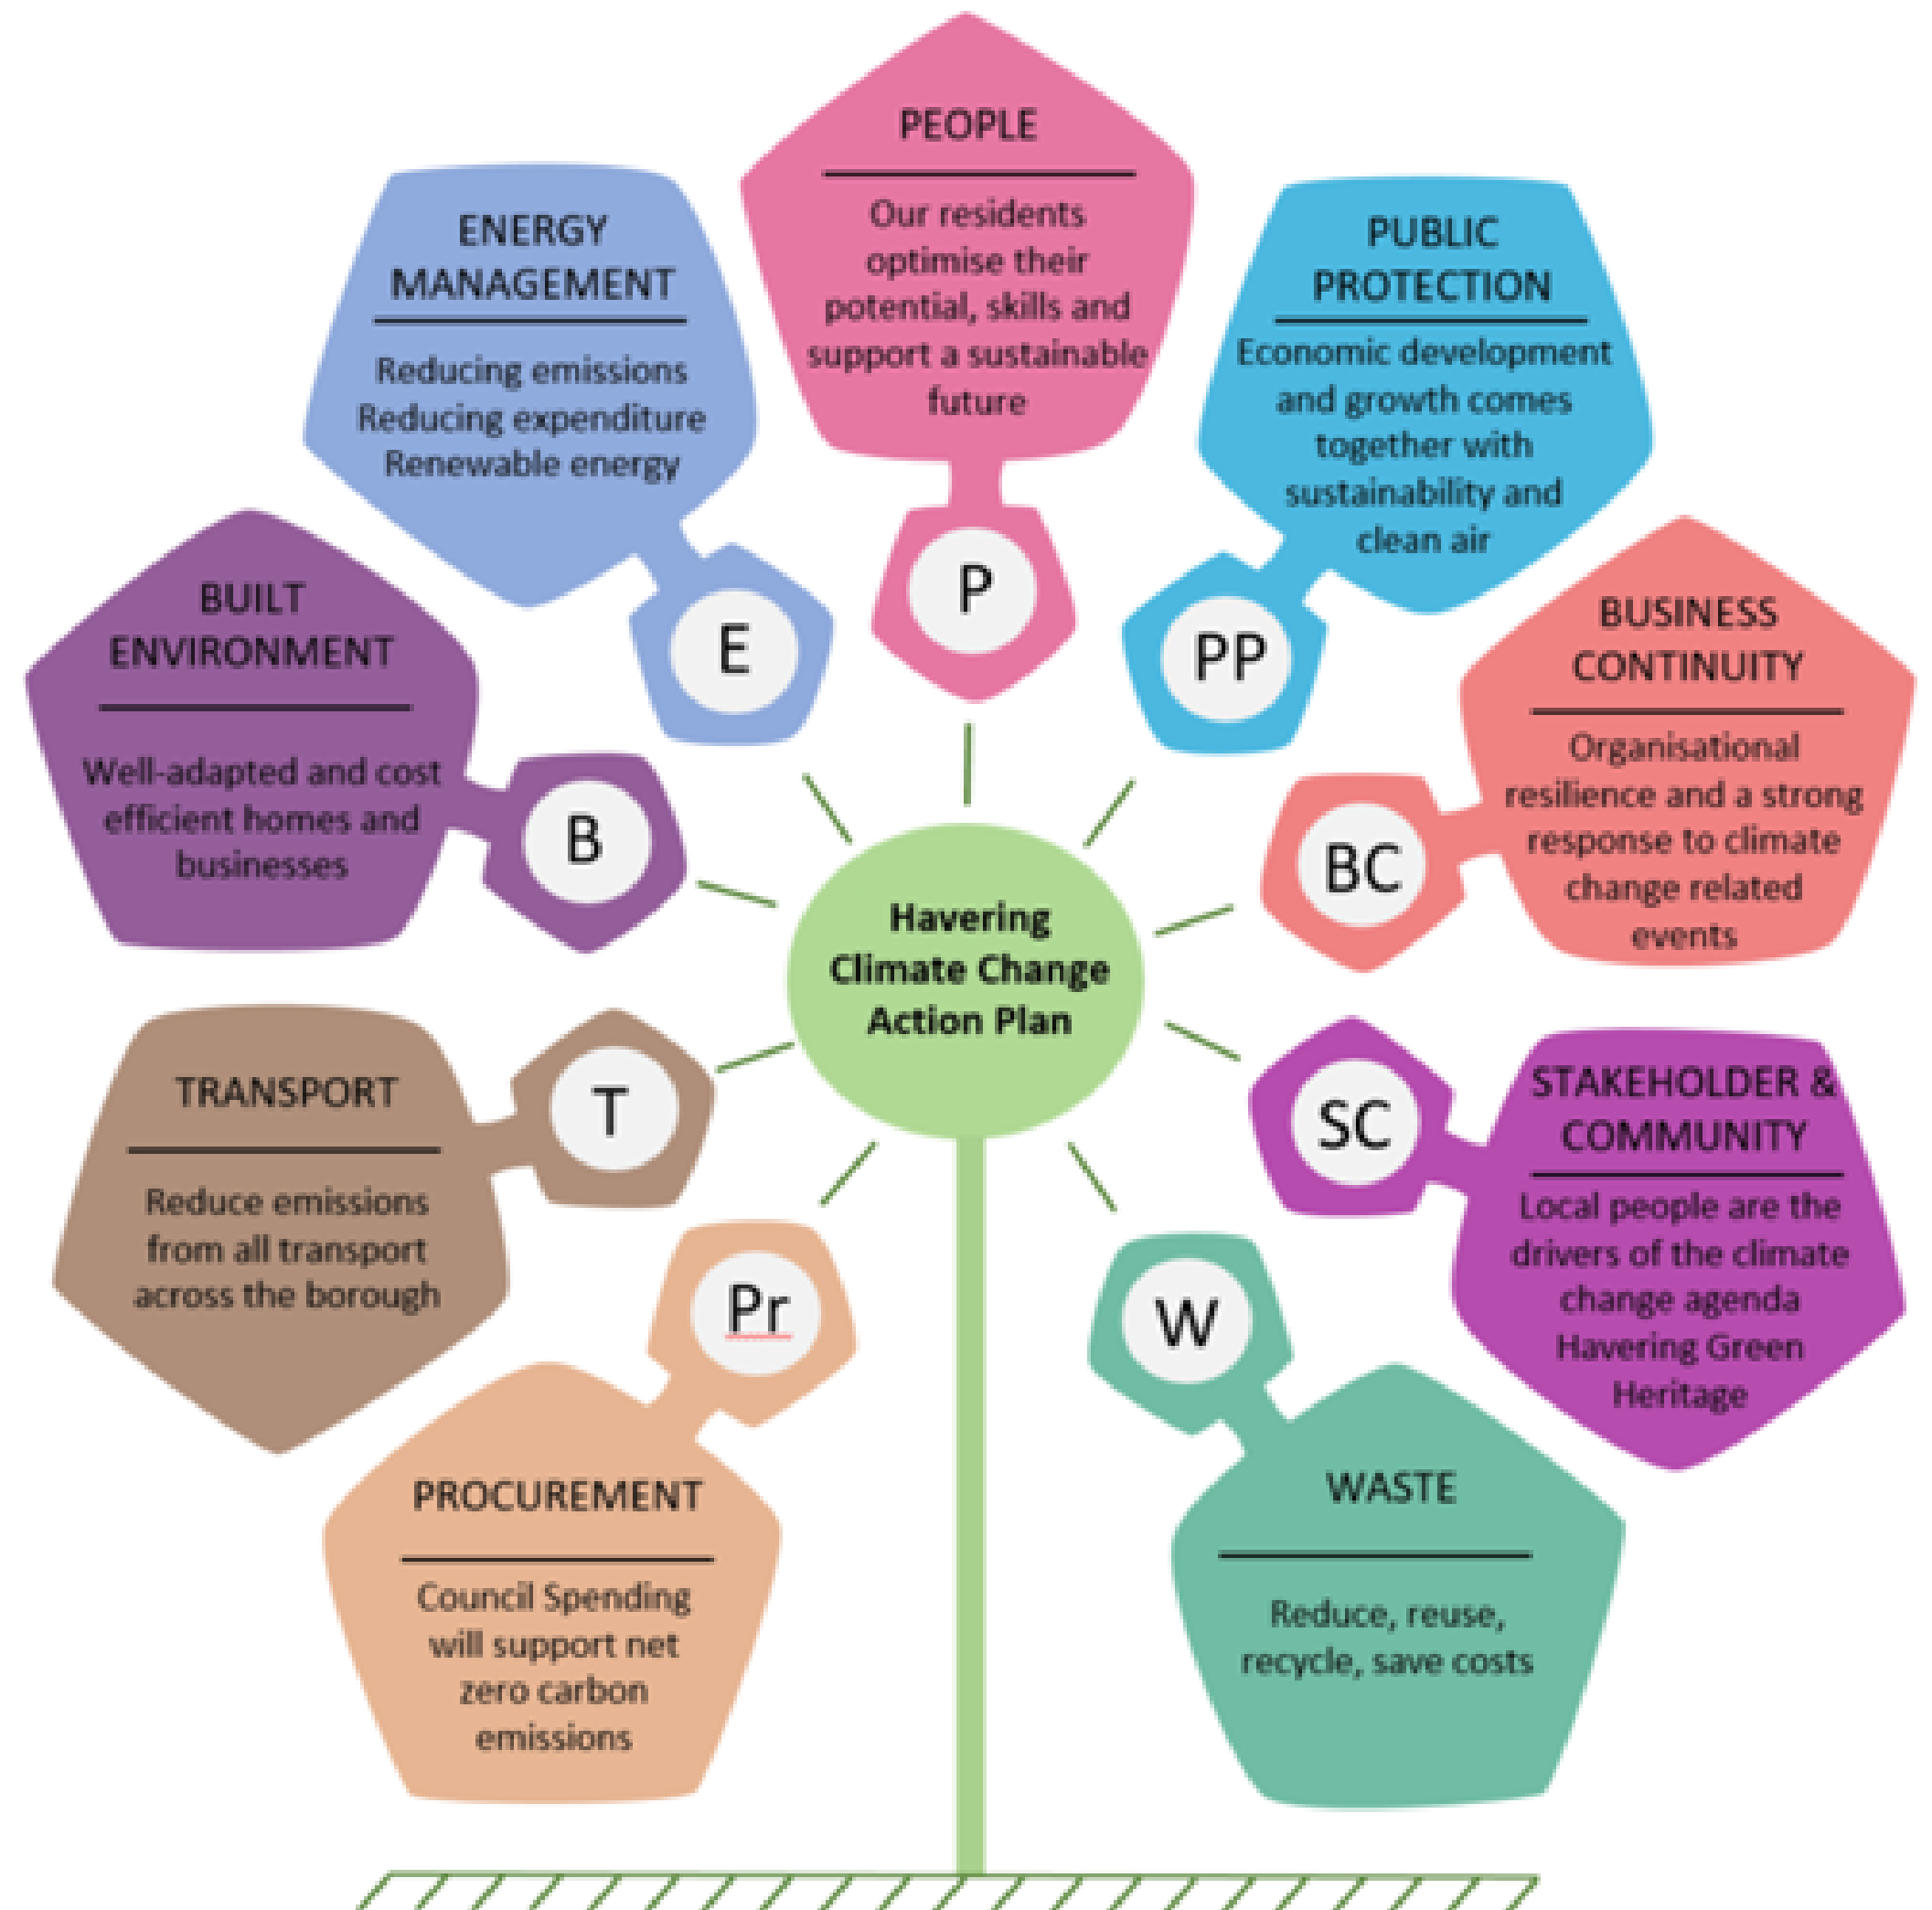 PEOPLE
Our residents
optimise their
potential, skills and
support a sustainable
future
P
ENERGY
MANAGEMENT
Reducing emissions
Reducing expenditure
Renewable energy
E
PUBLIC
PROTECTION
Economic development
and growth comes
together with
sustainability and
clean air
PP
BUILT
ENVIRONMENT
Well-adapted and cost
efficient homes and
businesses
B
BUSINESS
CONTINUITY
Organisational
resilience and a strong
response to climate
change related
events
BC
Havering
Climate Change
Action Plan
TRANSPORT
Reduce emissions
from all transport
across the borough
T
STAKEHOLDER &
COMMUNITY
Local people are the
drivers of the climate
change agenda
Havering Green
Heritage
SC
Pr
PROCUREMENT
Council Spending
will support net
zero carbon
emissions
W
WASTE
Reduce, reuse,
recycle, save costs